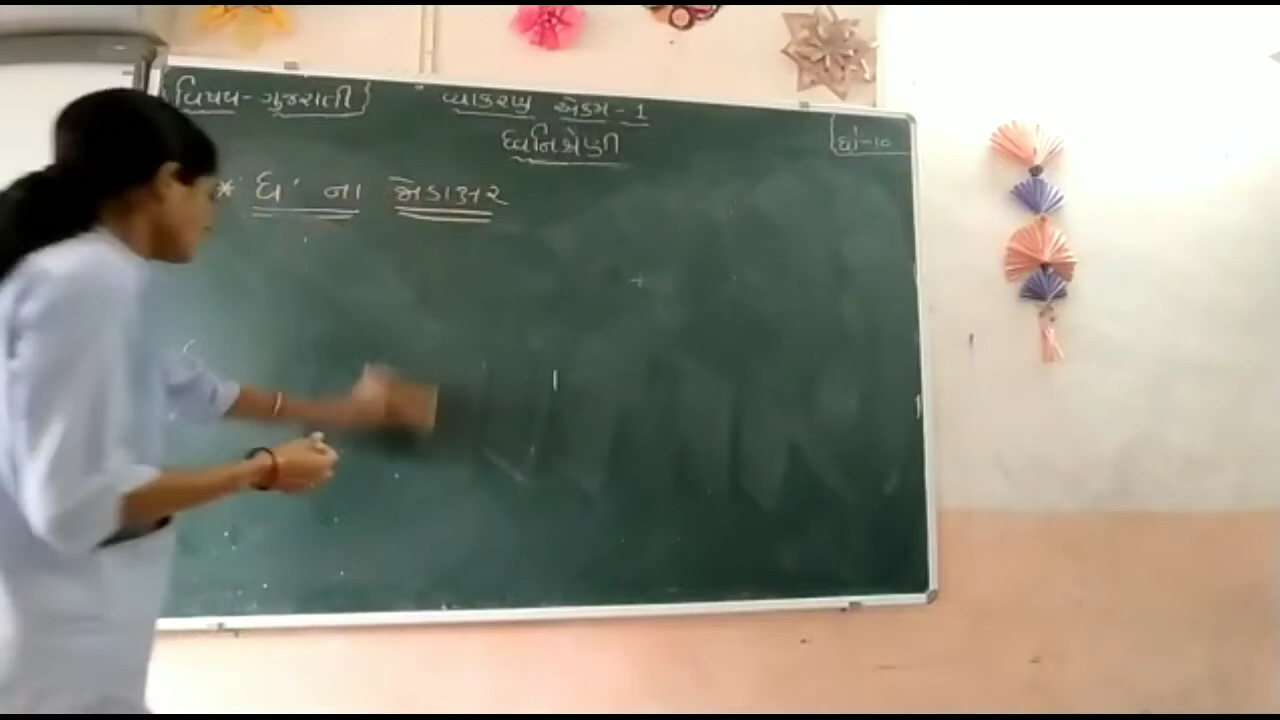 {વિષય - ગુજરાતી}
વ્યાકરણ એકમ - 1
ધ્વનિશ્રેણી
ધો-10
* 'ધ' ના જોડાક્ષર